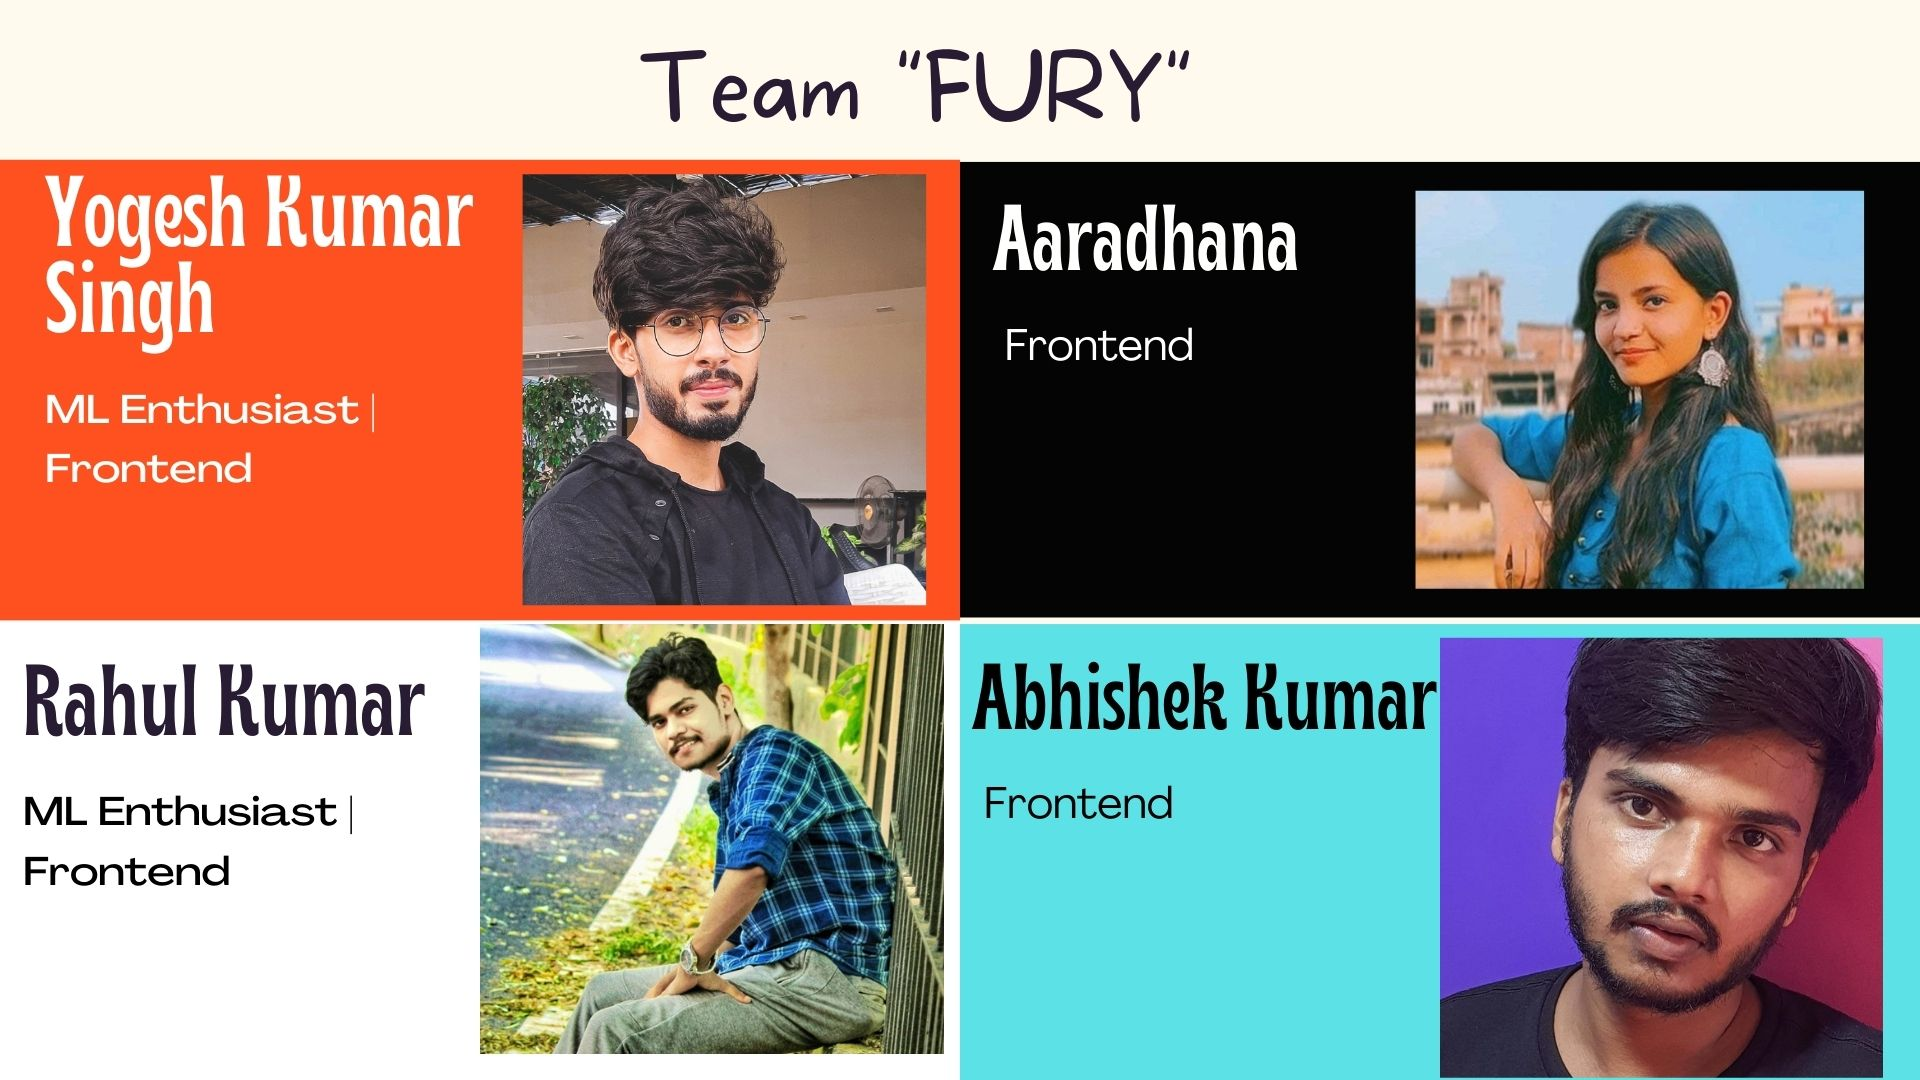 Team "FURY"
Yogesh Kumar
Singh
ML Enthusiast |
Frontend
Aaradhana
Frontend
Rahul Kumar
ML Enthusiast |
Frontend
Abhishek Kumar
Frontend